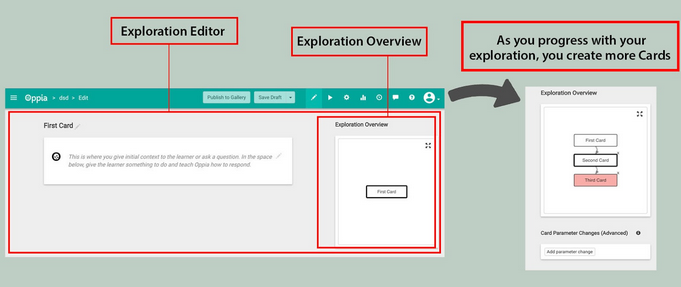 Exploration Editor
Exploration Overview
As you progress with your
exploration, you create more Cards
Oppia > dsd > Edit
Publish to Gallery
Save Draft
First Card
This is where you give initial context to the learner or ask a question. In the space
below, give the learner something to do and teach Oppia how to respond.
Exploration Overview
First Card
Exploration Overview
First Card
Second Card
Third Card
Card Parameter Changes (Advanced)
Add parameter change